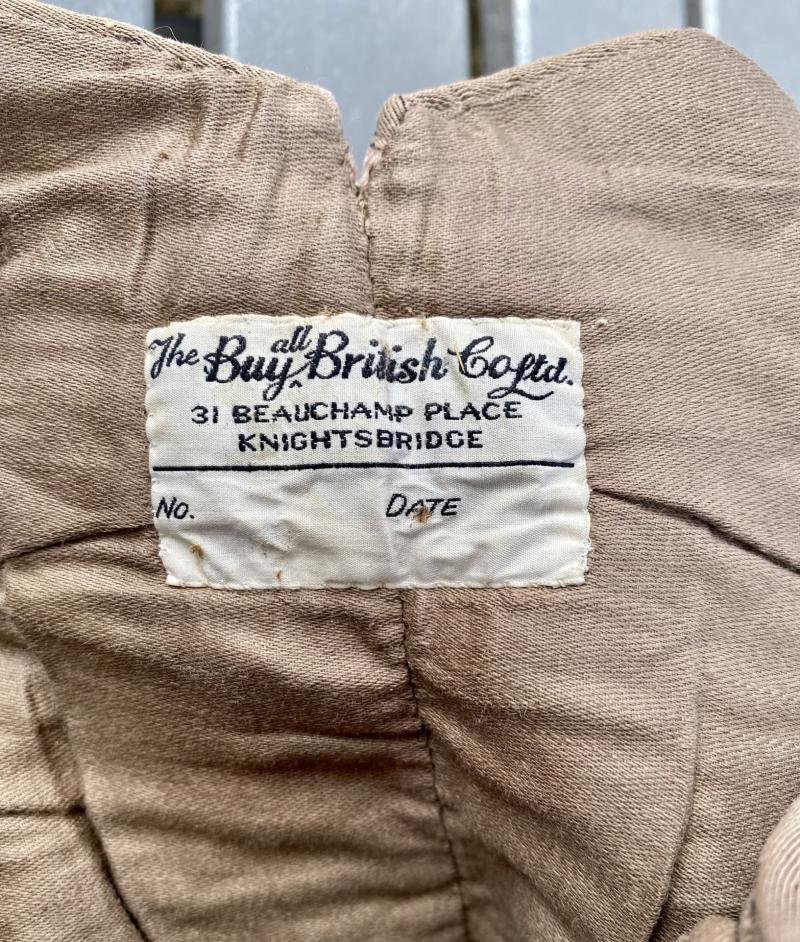 The Buy all British Co Ltd.
31 BEAUCHAMP PLACE
KNIGHTSBRIDGE
No. DATE